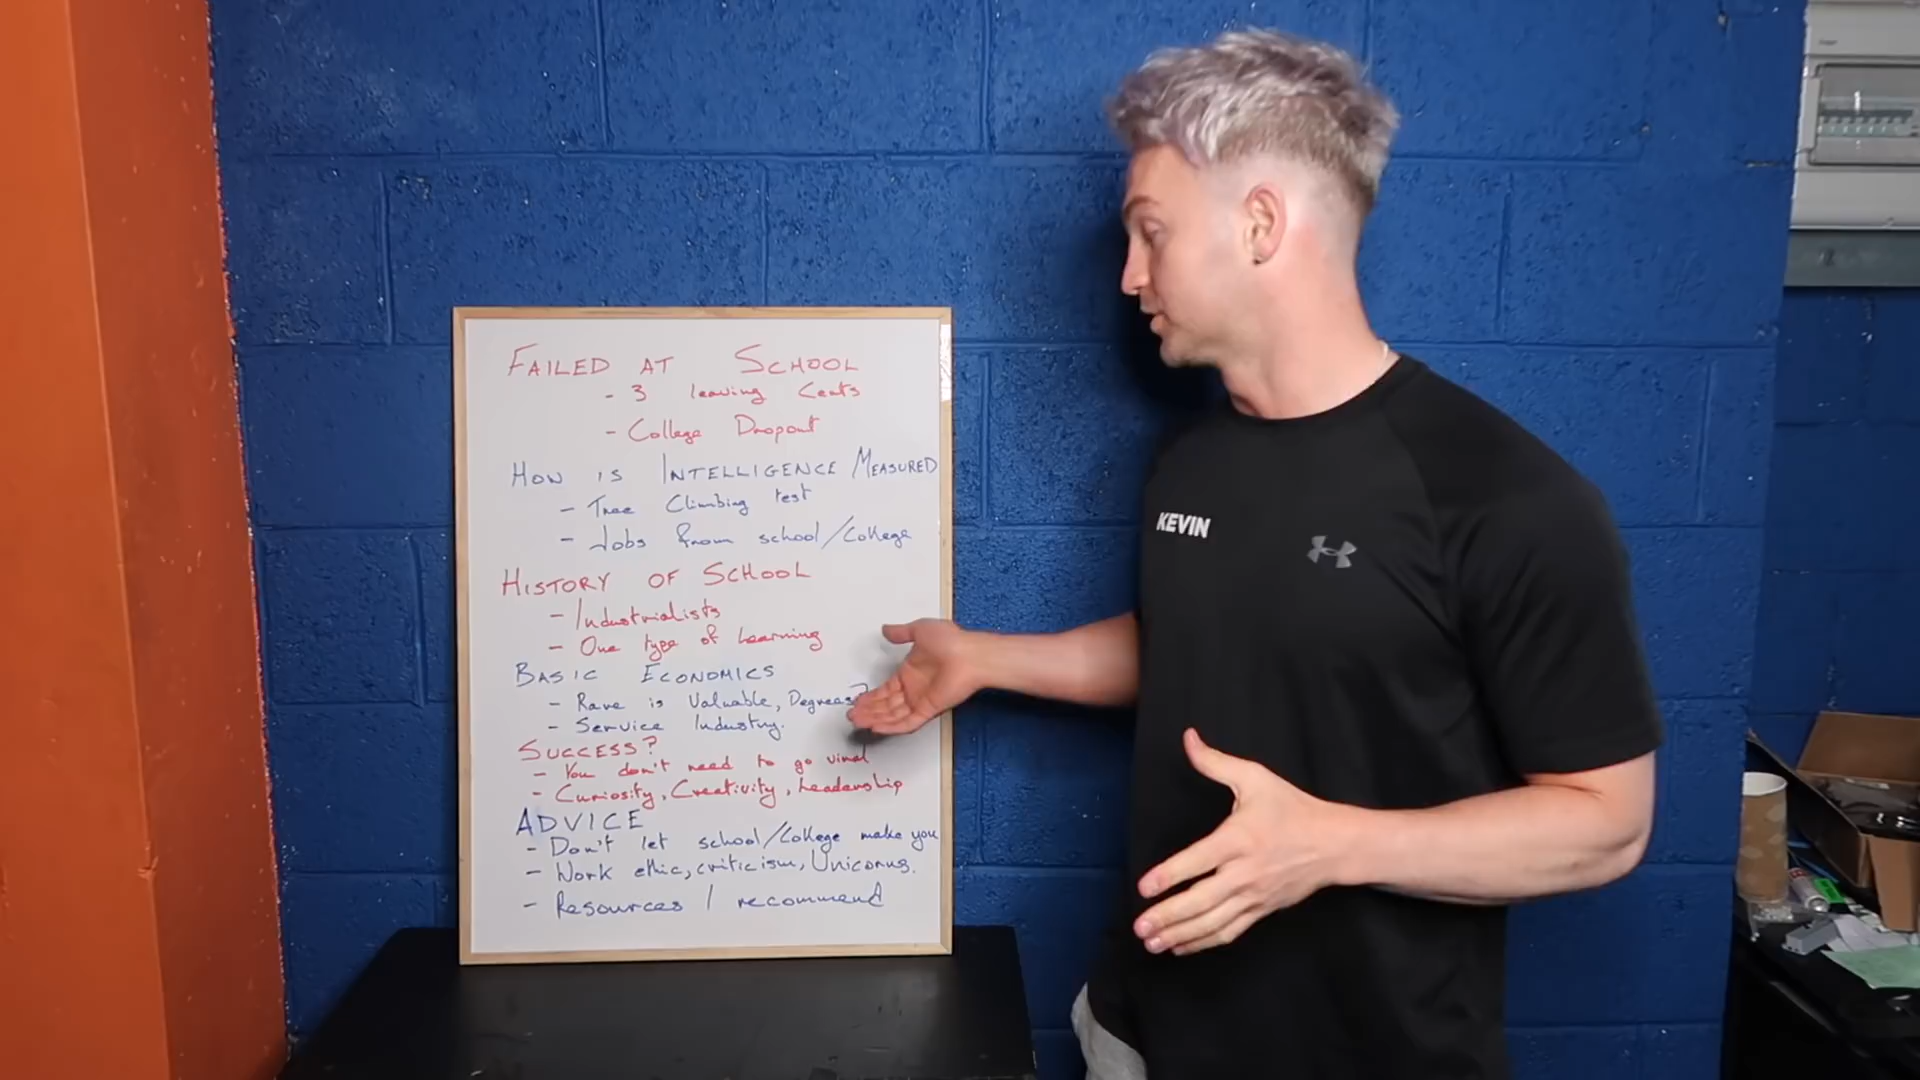 FAILED AT SCHOOL
- 3 leaving Certs
- College Dropout
HOW IS INTELLIGENCE MEASURED
- Tree Climbing test
- Jobs from school/College
HISTORY OF SCHOOL
- Industrialists
- One type of Learning
BASIC ECONOMICS
- Rare is Valuable, Degrees?
- Service Industry.
SUCCESS?
- You don't need to go viral
- Curiosity, Creativity, Leadership
ADVICE
- Don't let school/College make you
- Work ethic, criticism, Unicorns.
- Resources I recommend
KEVIN